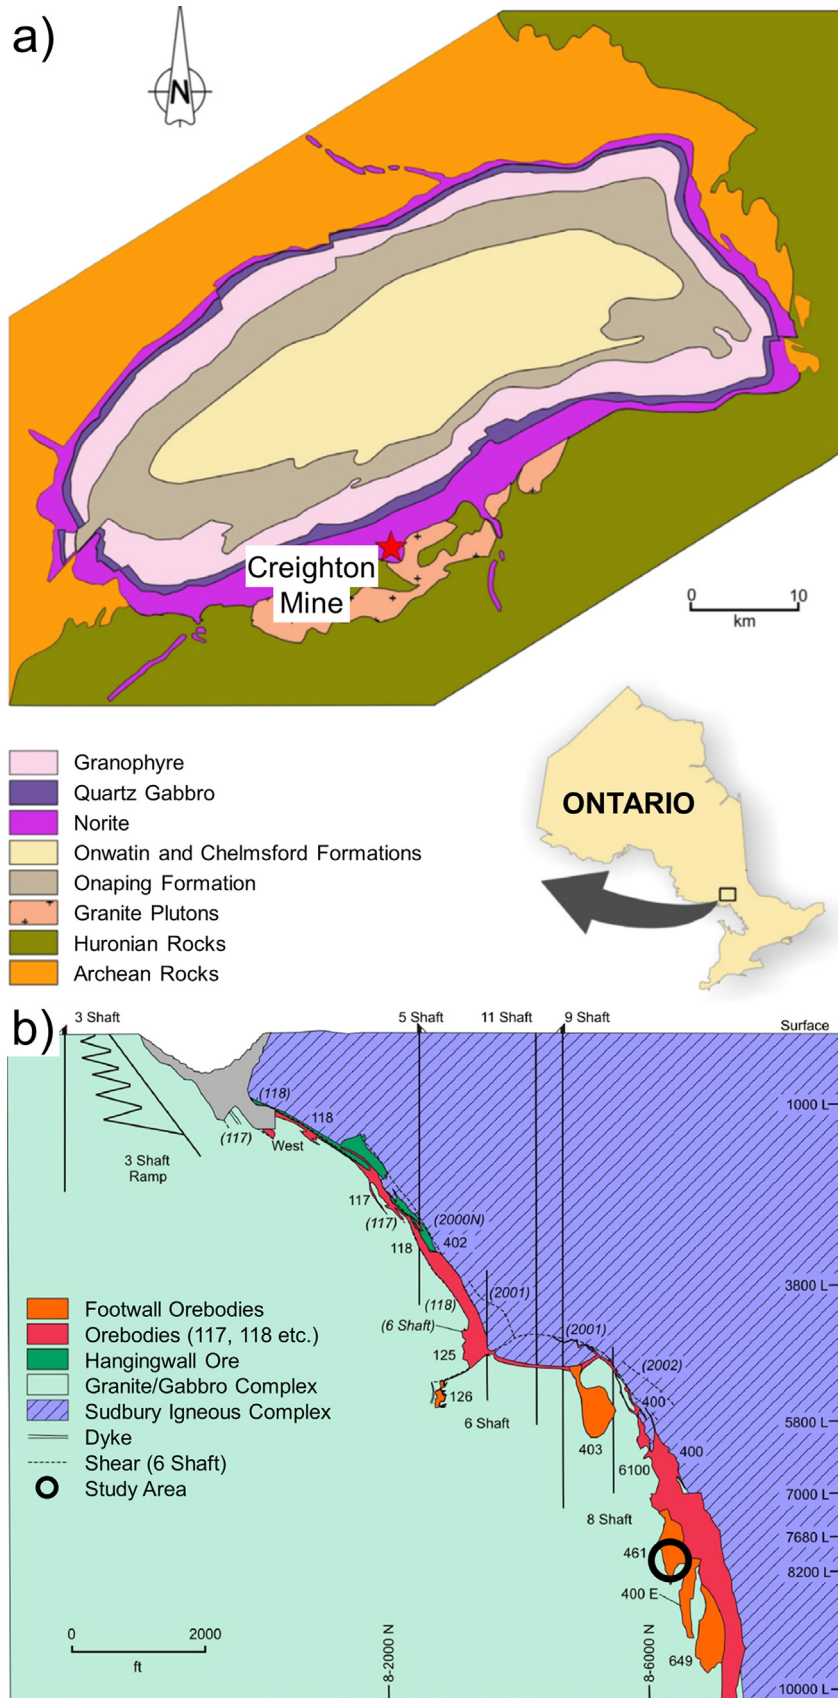 a)
N
Creighton
Mine
0 10
km
Granophyre
Quartz Gabbro
Norite
Onwatin and Chelmsford Formations
Onaping Formation
Granite Plutons
Huronian Rocks
Archean Rocks
ONTARIO
b)
3 Shaft
5 Shaft
11 Shaft
9 Shaft
Surface
(118)
1000 L
118
(117)
West
3 Shaft
Ramp
117
(117)
(2000N)
118
402
3800 L
(2001)
(118)
(6 Shaft)
(2001)
125
(2002)
126
400
6 Shaft
5800 L
403
400
6100
7000 L
8 Shaft
7680 L
461
8200 L
400 E
649
10000 L
Footwall Orebodies
Orebodies (117, 118 etc.)
Hangingwall Ore
Granite/Gabbro Complex
Sudbury Igneous Complex
Dyke
Shear (6 Shaft)
Study Area
0 2000
ft
8-2000 N
8-6000 N